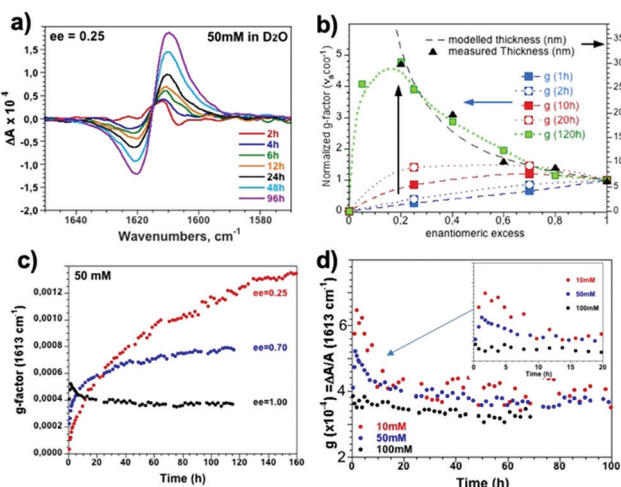 a)
ee = 0.25
50mM in D2O
ΔA x 10⁴
1,5
1,0
0,5
0,0
-0,5
-1,0
-1,5
-2,0
2h
4h
6h
12h
24h
48h
96h
1640
1620
1600
1580
Wavenumbers, cm⁻¹
b)
Normalized g-factor (νaCOO⁻)
5
4
3
2
1
0
modelled thickness (nm)
measured Thickness (nm)
g (1h)
g (2h)
g (10h)
g (20h)
g (120h)
35
30
25
20
15
10
5
0
0
0.2
0,4
0.6
0.8
1
enantiomeric excess
c)
50 mM
g-factor (1613 cm⁻¹)
0,0012
0,0010
0,0008
0,0006
0,0004
0,0002
0,0000
ee=0.25
ee=0.70
ee=1.00
0
20
40
60
80
100
120
140
160
Time (h)
d)
g (x10⁻⁴) =ΔA/A (1613 cm⁻¹)
8
6
4
2
10mM
50mM
100mM
0
5
10
15
20
Time (h)
10mM
50mM
100mM
0
20
40
60
80
100
Time (h)